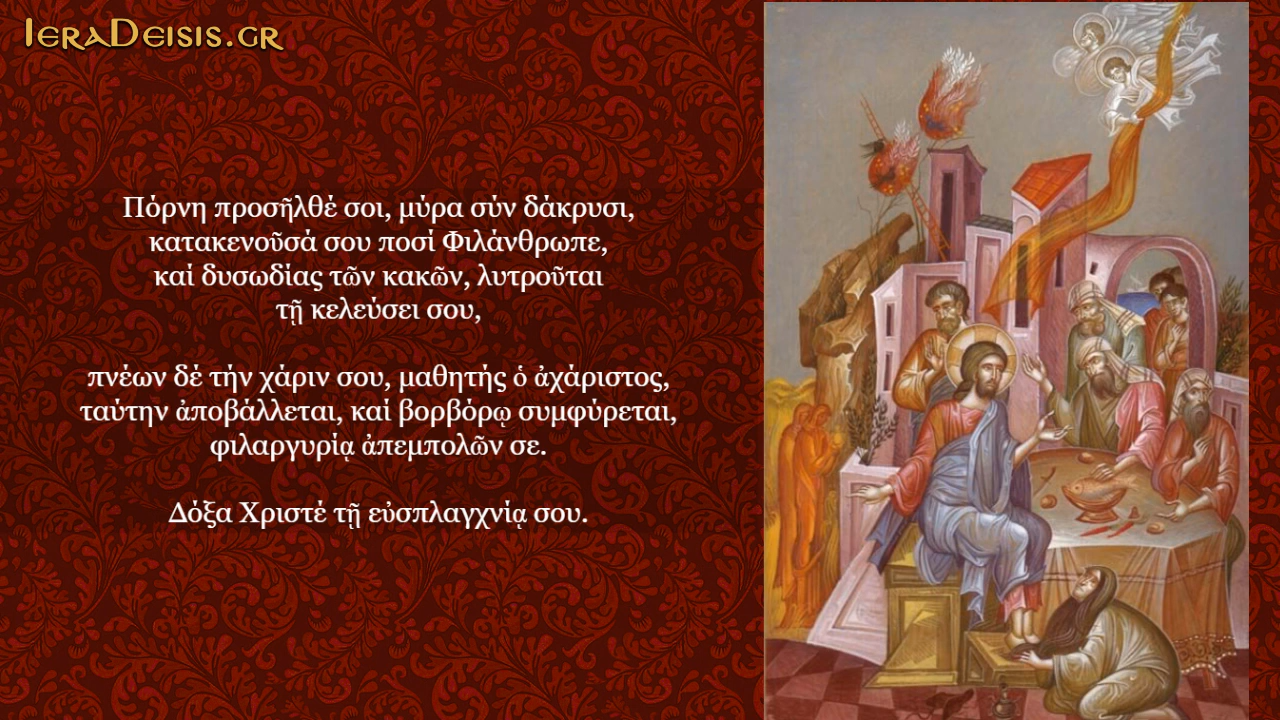 IeraDeisis.gr
Πόρνη προσῆλθέ σοι, μύρα σύν δάκρυσι,
κατακενοῦσά σου ποσί Φιλάνθρωπε,
καί δυσωδίας τῶν κακῶν, λυτροῦται
τῇ κελεύσει σου,
πνέων δέ τήν χάριν σου, μαθητής ὁ ἀχάριστος,
ταύτην ἀποβάλλεται, καί βορβόρῳ συμφύρεται,
φιλαργυρίᾳ ἀπεμπολῶν σε.
Δόξα Χριστέ τῇ εὐσπλαγχνίᾳ σου.